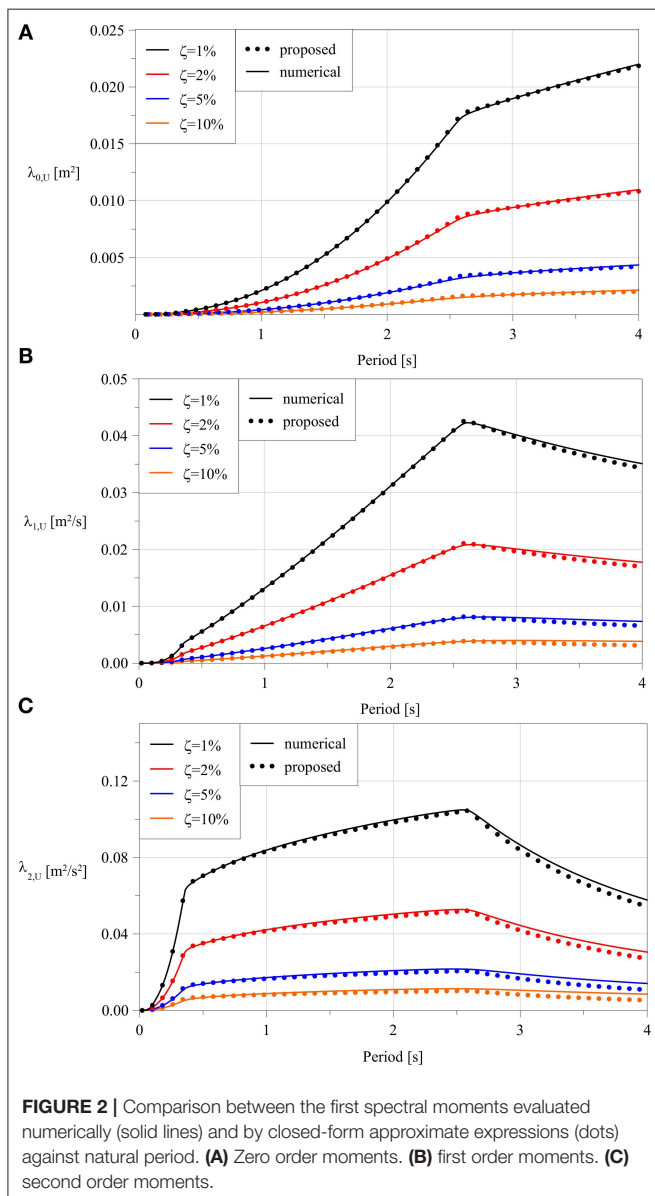 A
0.025
0.020
0.015
0.010
0.005
0
λ0,U [m²]
ζ=1%
ζ=2%
ζ=5%
ζ=10%
proposed
numerical
0 1 2 3 4
Period [s]
B
0.05
0.04
0.03
0.02
0.01
0.00
λ1,U [m²/s]
ζ=1%
ζ=2%
ζ=5%
ζ=10%
numerical
proposed
0 1 2 3 4
Period [s]
C
0.12
0.08
0.04
0.00
λ2,U [m²/s²]
ζ=1%
ζ=2%
ζ=5%
ζ=10%
numerical
proposed
0 1 2 3 4
Period [s]
FIGURE 2 | Comparison between the first spectral moments evaluated
numerically (solid lines) and by closed-form approximate expressions (dots)
against natural period. (A) Zero order moments. (B) first order moments. (C)
second order moments.